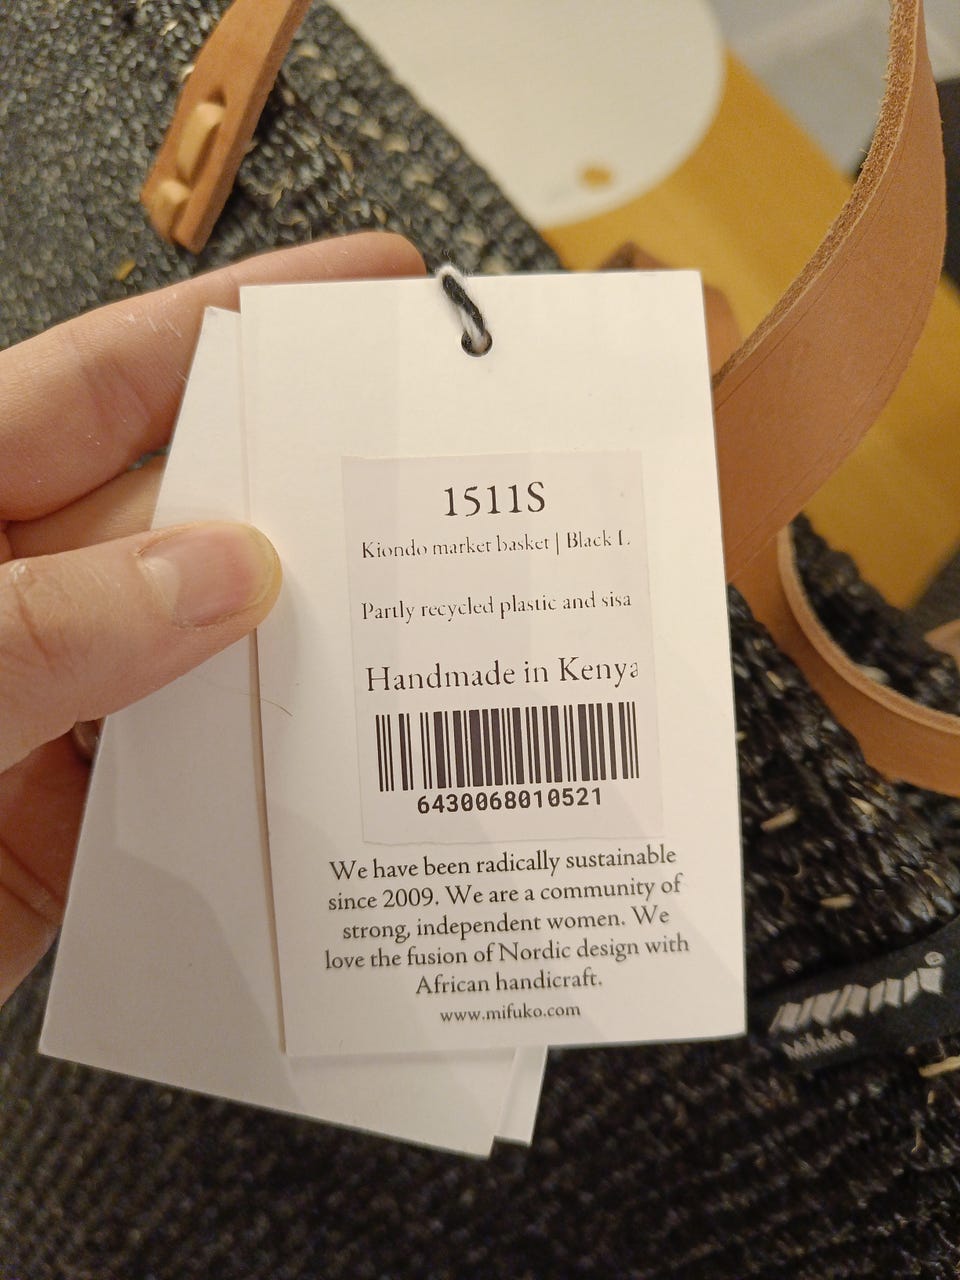 1511S
Kiondo market basket | Black L
Partly recycled plastic and sisa
Handmade in Kenya
6430068010521
We have been radically sustainable
since 2009. We are a community of
strong, independent women. We
love the fusion of Nordic design with
African handicraft.
www.mifuko.com
Mifuko